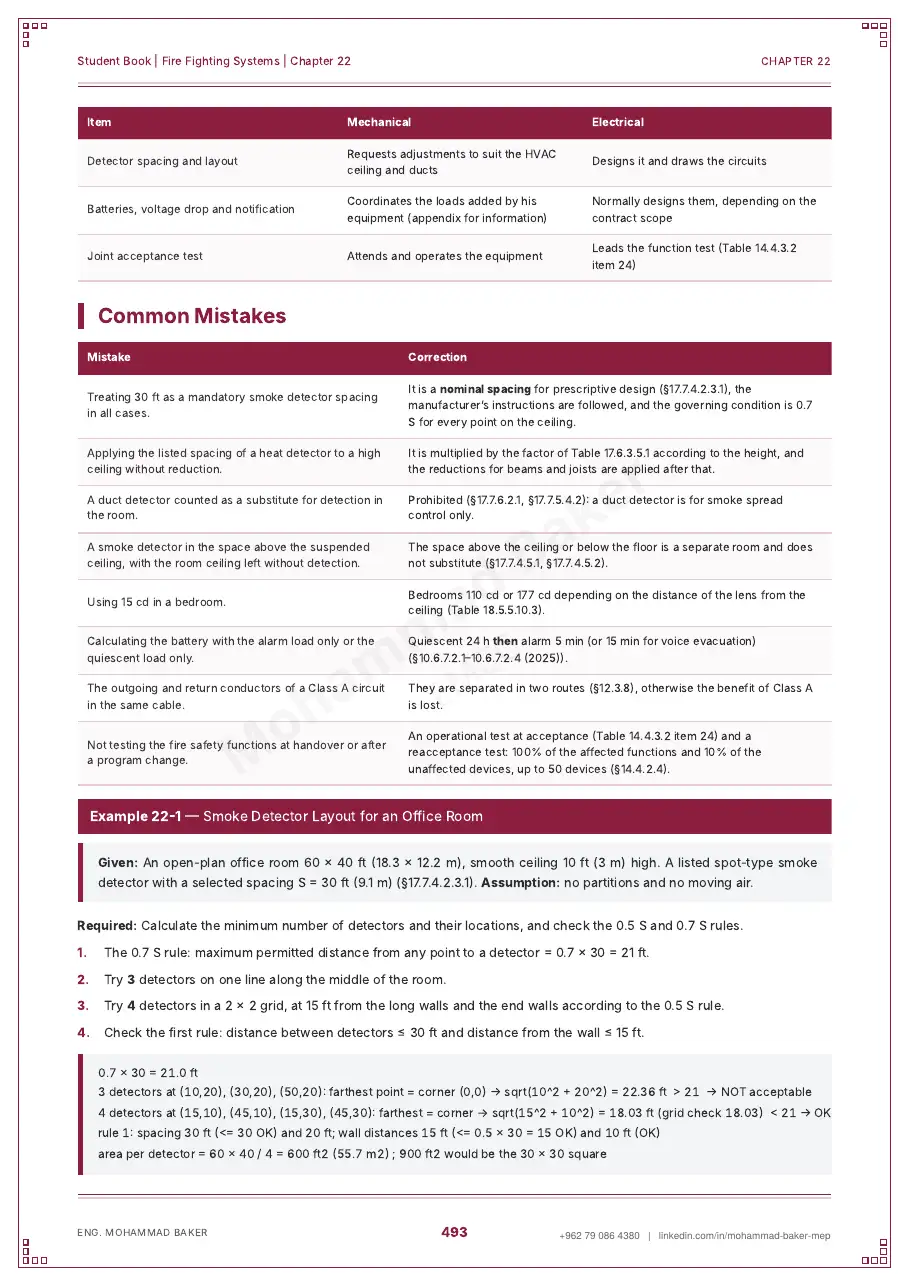 Student Book | Fire Fighting Systems | Chapter 22
CHAPTER 22
Item Mechanical Electrical
Detector spacing and layout
Requests adjustments to suit the HVAC
ceiling and ducts
Designs it and draws the circuits
Batteries, voltage drop and notification
Coordinates the loads added by his
equipment (appendix for information)
Normally designs them, depending on the
contract scope
Joint acceptance test
Attends and operates the equipment
Leads the function test (Table 14.4.3.2
item 24)
Common Mistakes
Mistake Correction
Treating 30 ft as a mandatory smoke detector spacing
in all cases.
It is a nominal spacing for prescriptive design (§17.7.4.2.3.1), the
manufacturer's instructions are followed, and the governing condition is 0.7
S for every point on the ceiling.
Applying the listed spacing of a heat detector to a high
ceiling without reduction.
It is multiplied by the factor of Table 17.6.3.5.1 according to the height, and
the reductions for beams and joists are applied after that.
A duct detector counted as a substitute for detection in
the room.
Prohibited (§17.7.6.2.1, §17.7.5.4.2): a duct detector is for smoke spread
control only.
A smoke detector in the space above the suspended
ceiling, with the room ceiling left without detection.
The space above the ceiling or below the floor is a separate room and does
not substitute (§17.7.4.5.1, §17.7.4.5.2).
Using 15 cd in a bedroom.
Bedrooms 110 cd or 177 cd depending on the distance of the lens from the
ceiling (Table 18.5.5.10.3).
Calculating the battery with the alarm load only or the
quiescent load only.
Quiescent 24 h then alarm 5 min (or 15 min for voice evacuation)
(§10.6.7.2.1–10.6.7.2.4 (2025)).
The outgoing and return conductors of a Class A circuit
in the same cable.
They are separated in two routes (§12.3.8), otherwise the benefit of Class A
is lost.
Not testing the fire safety functions at handover or after
a program change.
An operational test at acceptance (Table 14.4.3.2 item 24) and a
reacceptance test: 100% of the affected functions and 10% of the
unaffected devices, up to 50 devices (§14.4.2.4).
Mohammad Baker
Example 22-1 — Smoke Detector Layout for an Office Room
Given: An open-plan office room 60 × 40 ft (18.3 × 12.2 m), smooth ceiling 10 ft (3 m) high. A listed spot-type smoke
detector with a selected spacing S = 30 ft (9.1 m) (§17.7.4.2.3.1). Assumption: no partitions and no moving air.
Required: Calculate the minimum number of detectors and their locations, and check the 0.5 S and 0.7 S rules.
1. The 0.7 S rule: maximum permitted distance from any point to a detector = 0.7 × 30 = 21 ft.
2. Try 3 detectors on one line along the middle of the room.
3. Try 4 detectors in a 2 × 2 grid, at 15 ft from the long walls and the end walls according to the 0.5 S rule.
4. Check the first rule: distance between detectors ≤ 30 ft and distance from the wall ≤ 15 ft.
0.7 × 30 = 21.0 ft
3 detectors at (10,20), (30,20), (50,20): farthest point = corner (0,0) → sqrt(10^2 + 20^2) = 22.36 ft > 21 → NOT acceptable
4 detectors at (15,10), (45,10), (15,30), (45,30): farthest = corner → sqrt(15^2 + 10^2) = 18.03 ft (grid check 18.03) < 21 → OK
rule 1: spacing 30 ft (<= 30 OK) and 20 ft; wall distances 15 ft (<= 0.5 × 30 = 15 OK) and 10 ft (OK)
area per detector = 60 × 40 / 4 = 600 ft2 (55.7 m2) ; 900 ft2 would be the 30 × 30 square
ENG. MOHAMMAD BAKER
493
+962 79 086 4380 | linkedin.com/in/mohammad-baker-mep